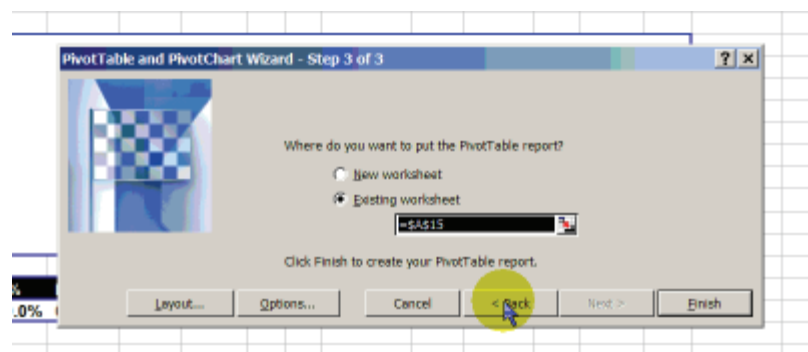 PivotTable and PivotChart Wizard - Step 3 of 3
Where do you want to put the PivotTable report?
New worksheet
Existing worksheet
=$A$15
Click Finish to create your PivotTable report.
%
.0%
Layout... Options... Cancel < Back Next > Finish